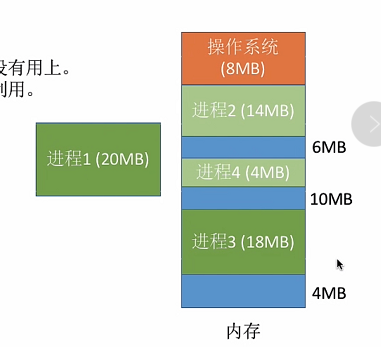 没有用上。
利用。
操作系统
(8MB)
进程2 (14MB)
6MB
进程1 (20MB)
进程4 (4MB)
10MB
进程3 (18MB)
4MB
内存